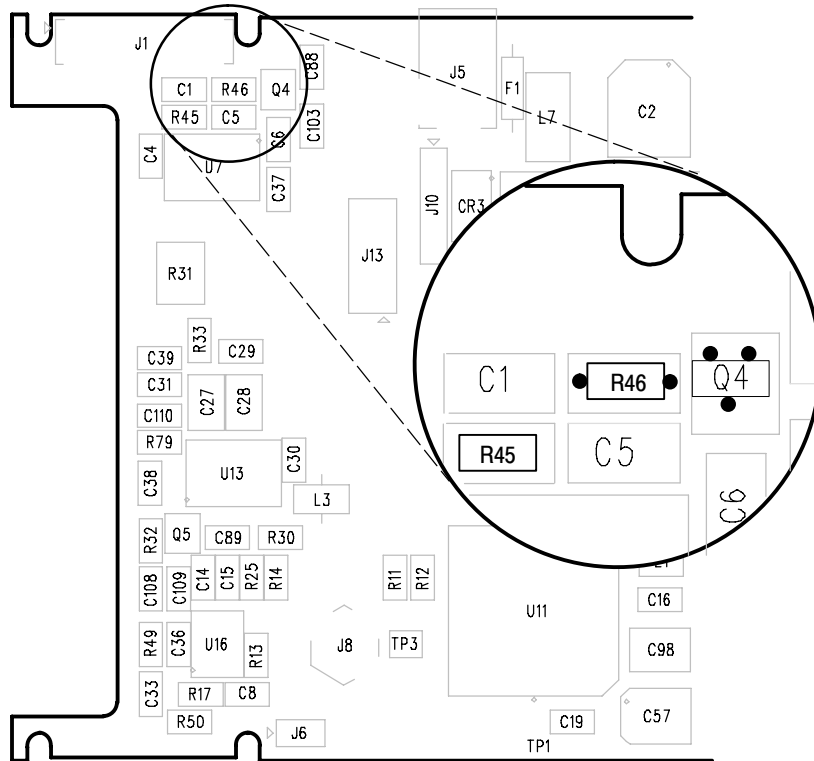 J1
C88
J5
F1
L7
C2
C1 R46 Q4
R45 C5
C103
C6
C4
U7
C37
J10
CR3
R31
J13
R33
C29
C39
C31
C27
C28
C110
R79
C30
C38
U13
L3
C1 R46 Q4
R45 C5
C6
R32
Q5
C89
R30
C108
C109
C14
C15
R25
R14
R11
R12
U11
C16
R49
C36
U16
R13
J8
TP3
C98
C33
R17 C8
R50
J6
C19
C57
TP1